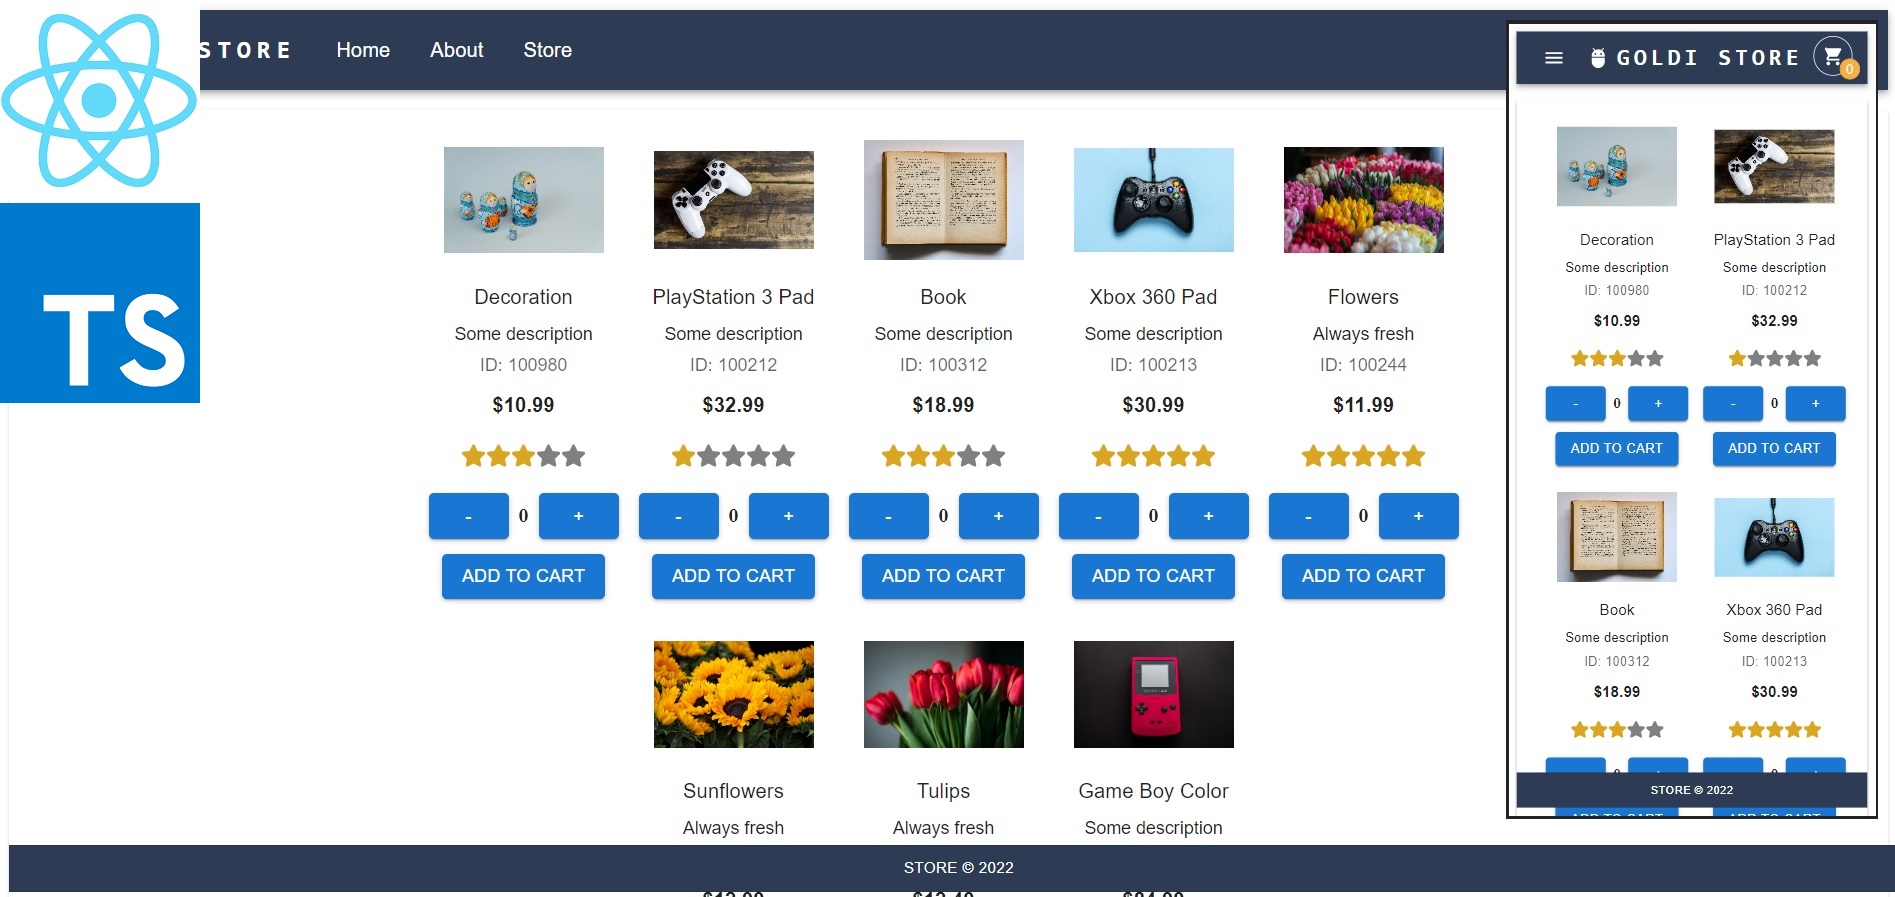 STORE Home About Store
TS
Decoration PlayStation 3 Pad Book Xbox 360 Pad Flowers
Some description Some description Some description Some description Always fresh
ID: 100980 ID: 100212 ID: 100312 ID: 100213 ID: 100244
$10.99 $32.99 $18.99 $30.99 $11.99
- 0 + - 0 + - 0 + - 0 + - 0 +
ADD TO CART ADD TO CART ADD TO CART ADD TO CART ADD TO CART
Sunflowers Tulips Game Boy Color
Always fresh Always fresh Some description
STORE © 2022
GOLDI STORE 0
Decoration PlayStation 3 Pad
Some description Some description
ID: 100980 ID: 100212
$10.99 $32.99
- 0 + - 0 +
ADD TO CART ADD TO CART
Book Xbox 360 Pad
Some description Some description
ID: 100312 ID: 100213
$18.99 $30.99
STORE © 2022
ADD TO CART ADD TO CART